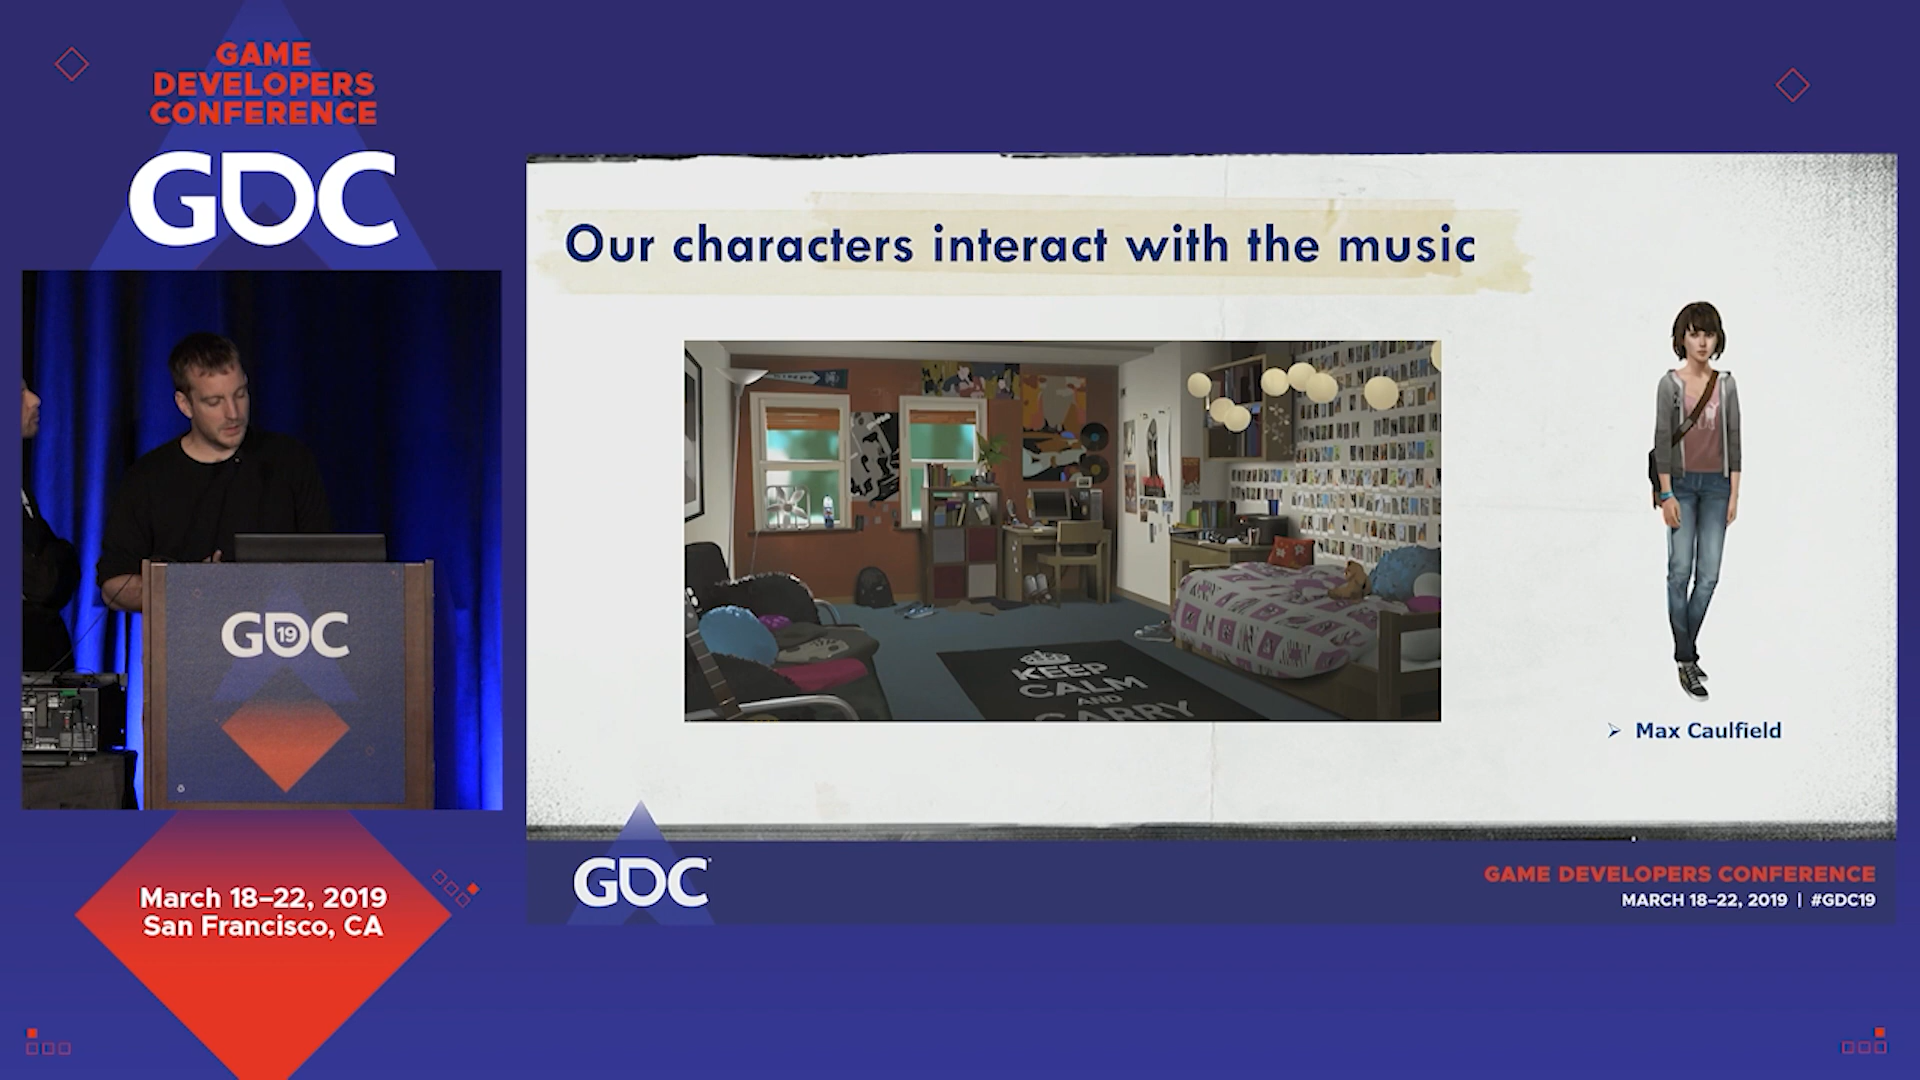 GAME
DEVELOPERS
CONFERENCE
GDC
Our characters interact with the music
KEEP
CALM
AND
CARRY
Max Caulfield
GDC
19
GDC
GAME DEVELOPERS CONFERENCE
MARCH 18–22, 2019 | #GDC19
March 18–22, 2019
San Francisco, CA